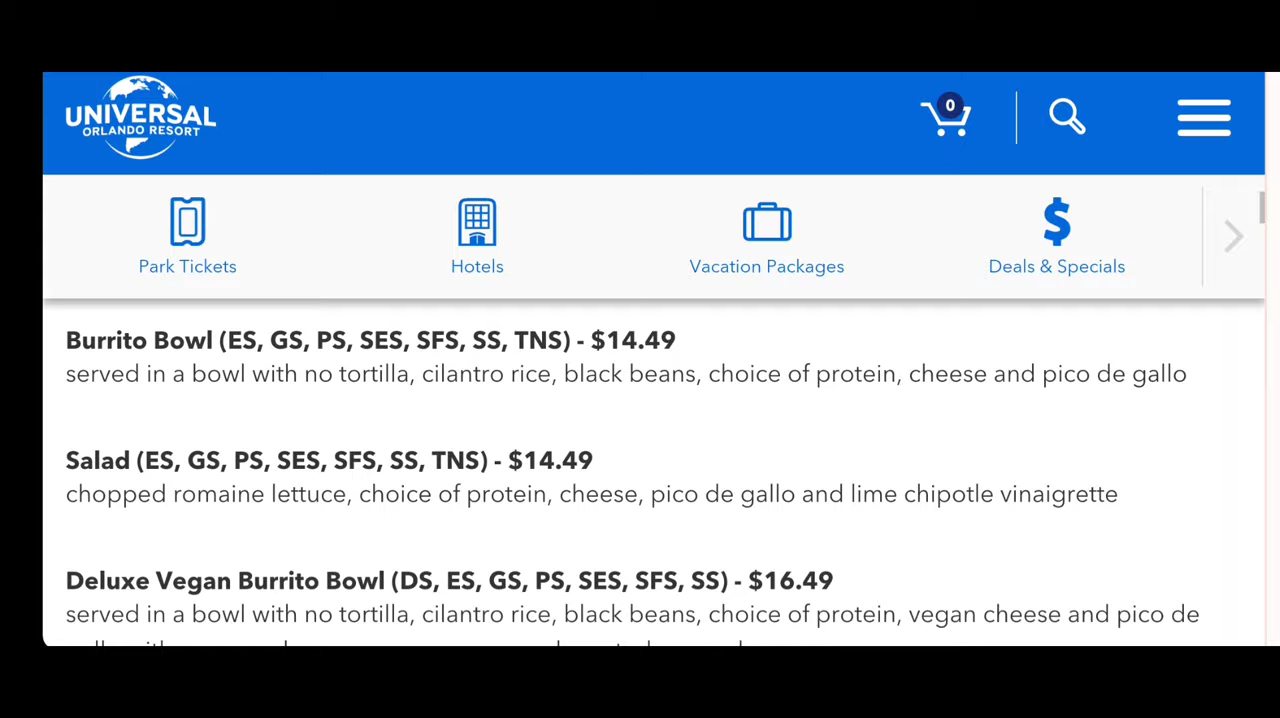 UNIVERSAL
ORLANDO RESORT
0
Park Tickets
Hotels
Vacation Packages
Deals & Specials
Burrito Bowl (ES, GS, PS, SES, SFS, SS, TNS) - $14.49
served in a bowl with no tortilla, cilantro rice, black beans, choice of protein, cheese and pico de gallo
Salad (ES, GS, PS, SES, SFS, SS, TNS) - $14.49
chopped romaine lettuce, choice of protein, cheese, pico de gallo and lime chipotle vinaigrette
Deluxe Vegan Burrito Bowl (DS, ES, GS, PS, SES, SFS, SS) - $16.49
served in a bowl with no tortilla, cilantro rice, black beans, choice of protein, vegan cheese and pico de